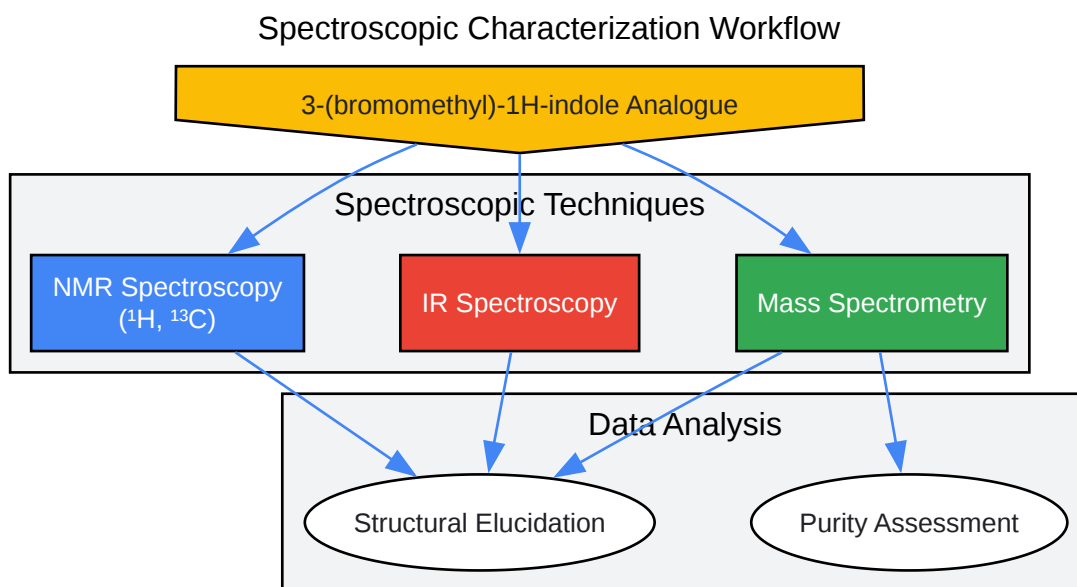 Spectroscopic Characterization Workflow
3-(bromomethyl)-1H-indole Analogue
Spectroscopic Techniques
NMR Spectroscopy
(¹H, ¹³C)
IR Spectroscopy
Mass Spectrometry
Data Analysis
Structural Elucidation
Purity Assessment